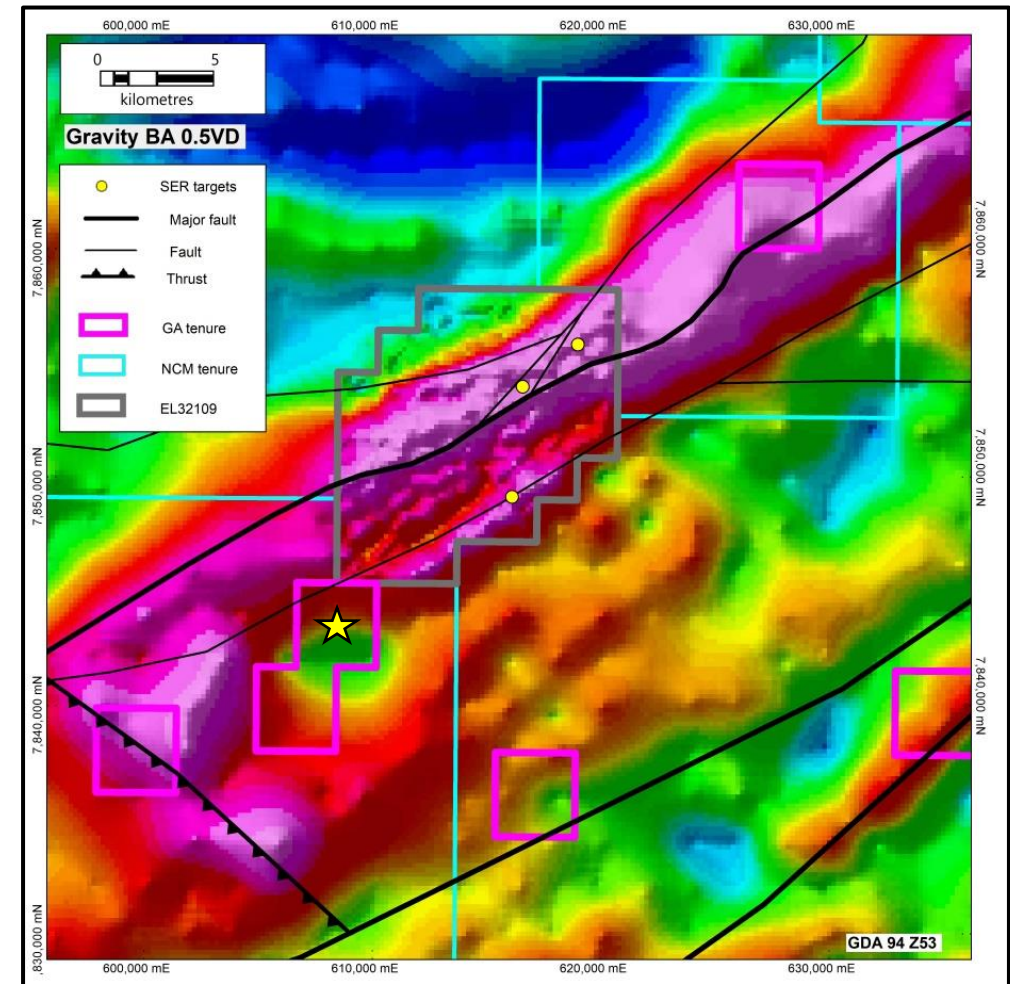 600,000 mE
610,000 mE
620,000 mE
630,000 mE
0
5
kilometres
Gravity BA 0.5VD
SER targets
Major fault
Fault
Thrust
GA tenure
NCM tenure
EL32109
7,860,000 mN
7,850,000 mN
7,840,000 mN
,830,000 mN
7,860,000 mN
7,850,000 mN
7,840,000 mN
GDA 94 Z53
600,000 mE
610,000 mE
620,000 mE
630,000 mE